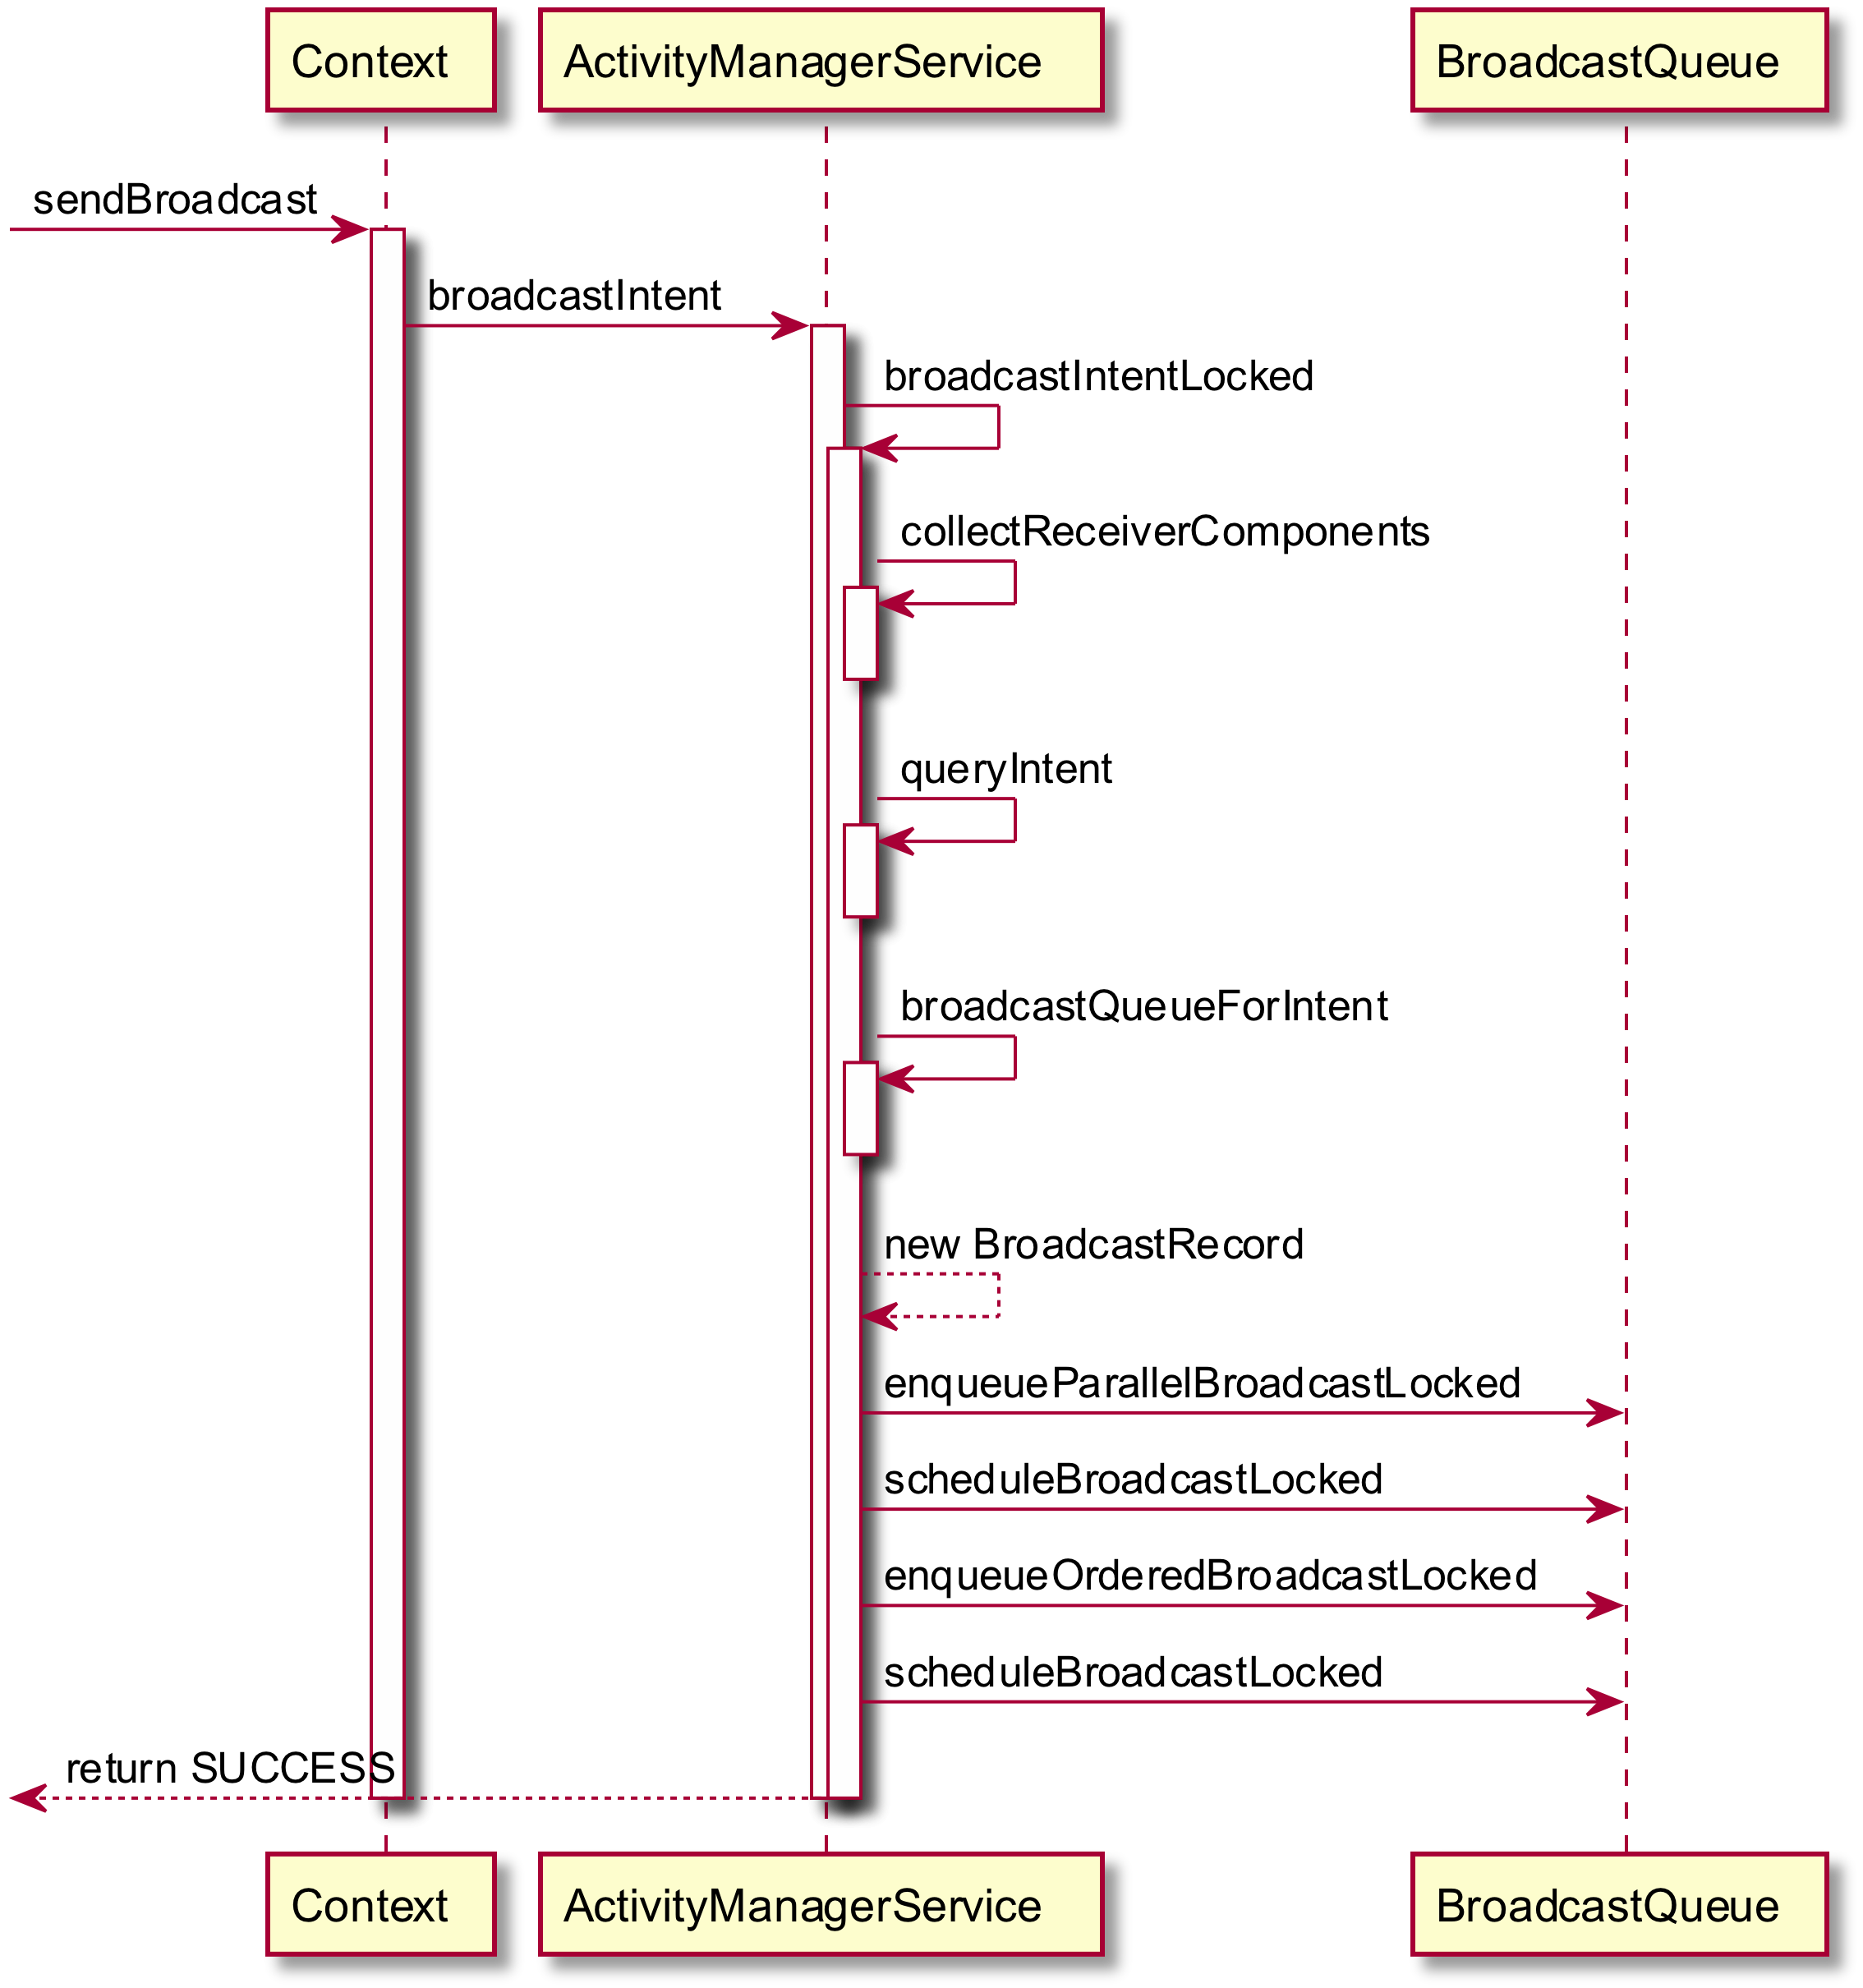 Context
ActivityManagerService
BroadcastQueue
sendBroadcast
broadcastIntent
broadcastIntentLocked
collectReceiverComponents
queryIntent
broadcastQueueForIntent
new BroadcastRecord
enqueueParallelBroadcastLocked
scheduleBroadcastLocked
enqueueOrderedBroadcastLocked
scheduleBroadcastLocked
return SUCCESS
Context
ActivityManagerService
BroadcastQueue